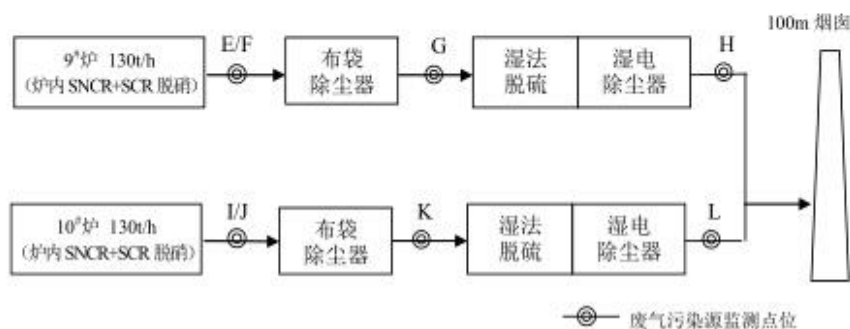 100m 烟囱
E/F
G
H
9#炉 130t/h
（炉内 SNCR+SCR 脱硝）
布袋
除尘器
湿法
脱硫
湿电
除尘器
I/J
K
L
10#炉 130t/h
（炉内 SNCR+SCR 脱硝）
布袋
除尘器
湿法
脱硫
湿电
除尘器
废气污染源监测点位